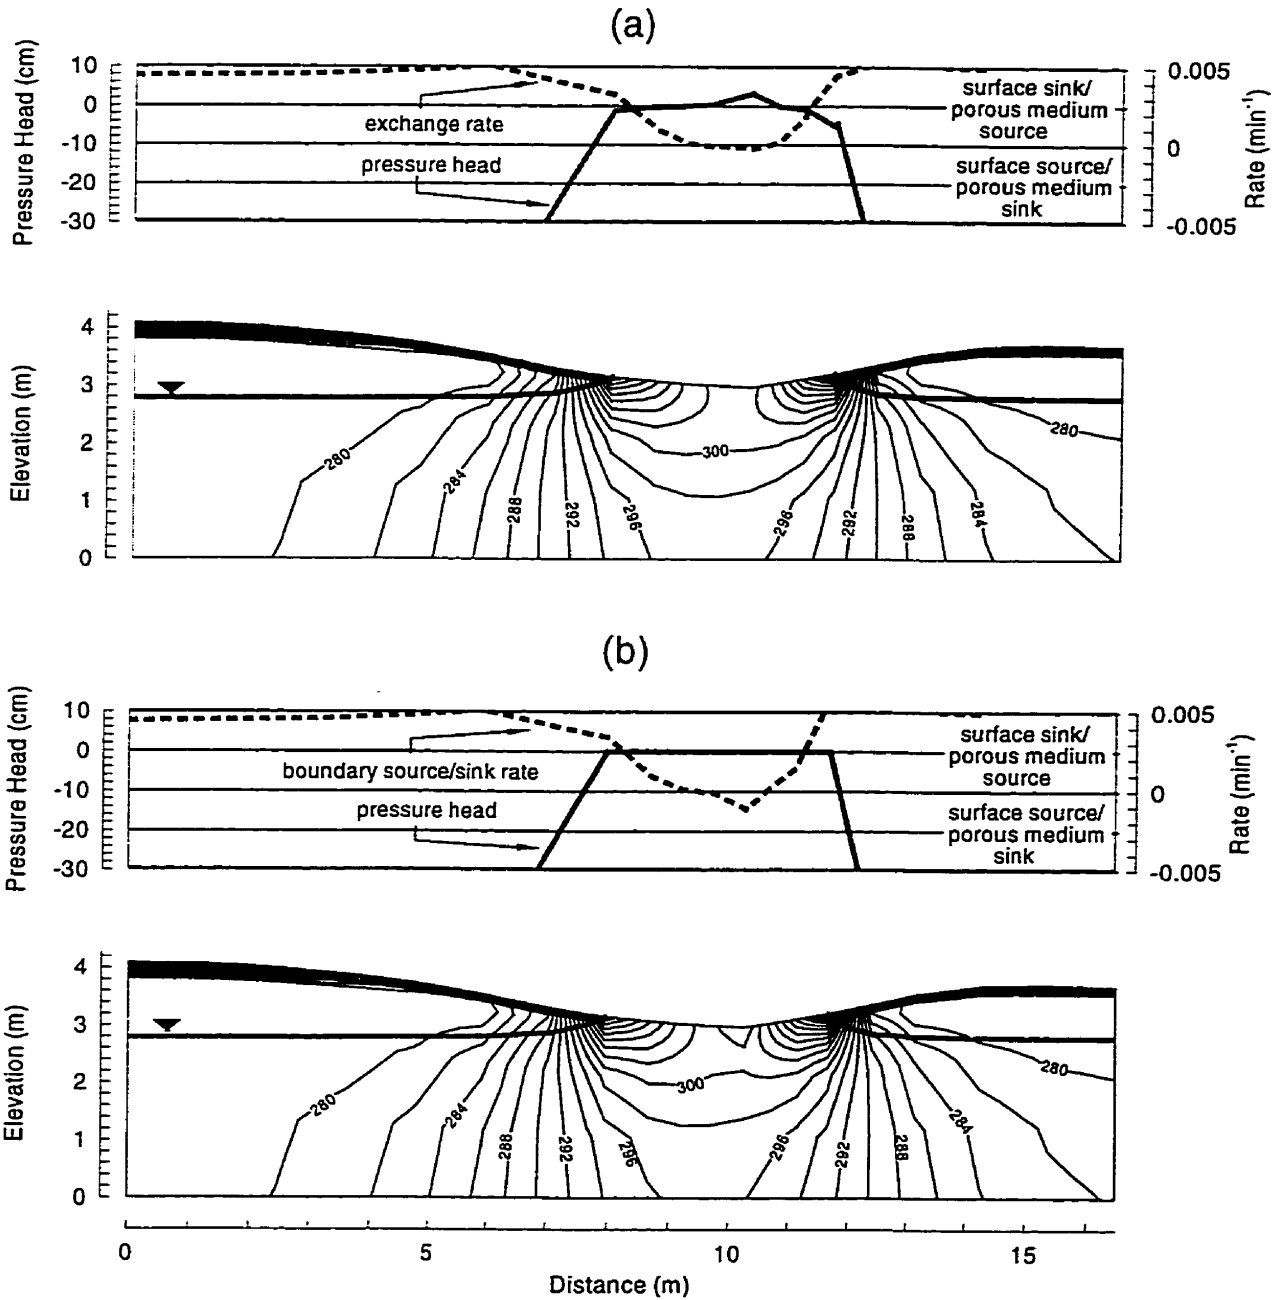 (a)
Pressure Head (cm)
10
0
-10
-20
-30
exchange rate
pressure head
surface sink/
porous medium
source
surface source/
porous medium
sink
0.005
0
-0.005
Rate (min⁻¹)
Elevation (m)
4
3
2
1
0
280
284
288
292
296
300
296
292
288
284
280
(b)
Pressure Head (cm)
10
0
-10
-20
-30
boundary source/sink rate
pressure head
surface sink/
porous medium
source
surface source/
porous medium
sink
0.005
0
-0.005
Rate (min⁻¹)
Elevation (m)
4
3
2
1
0
280
284
288
292
296
300
296
292
288
284
280
0
5
10
15
Distance (m)